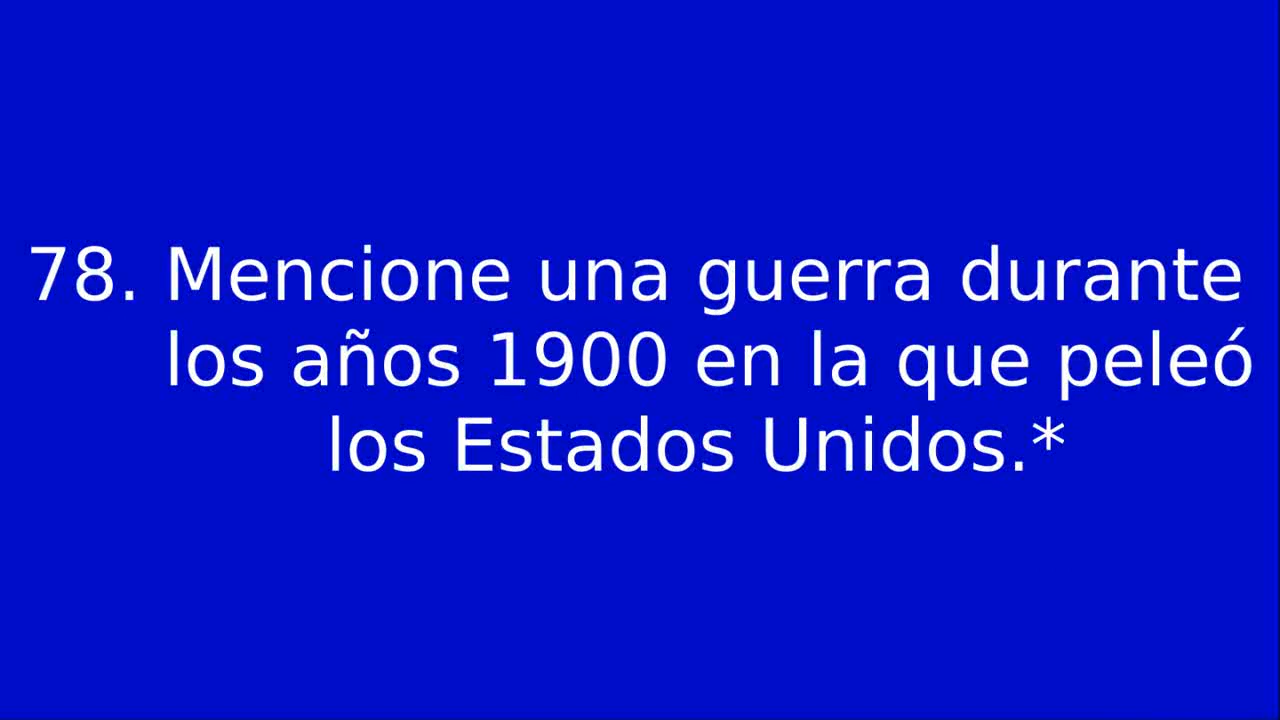 78. Mencione una guerra durante
los años 1900 en la que peleó
los Estados Unidos.*